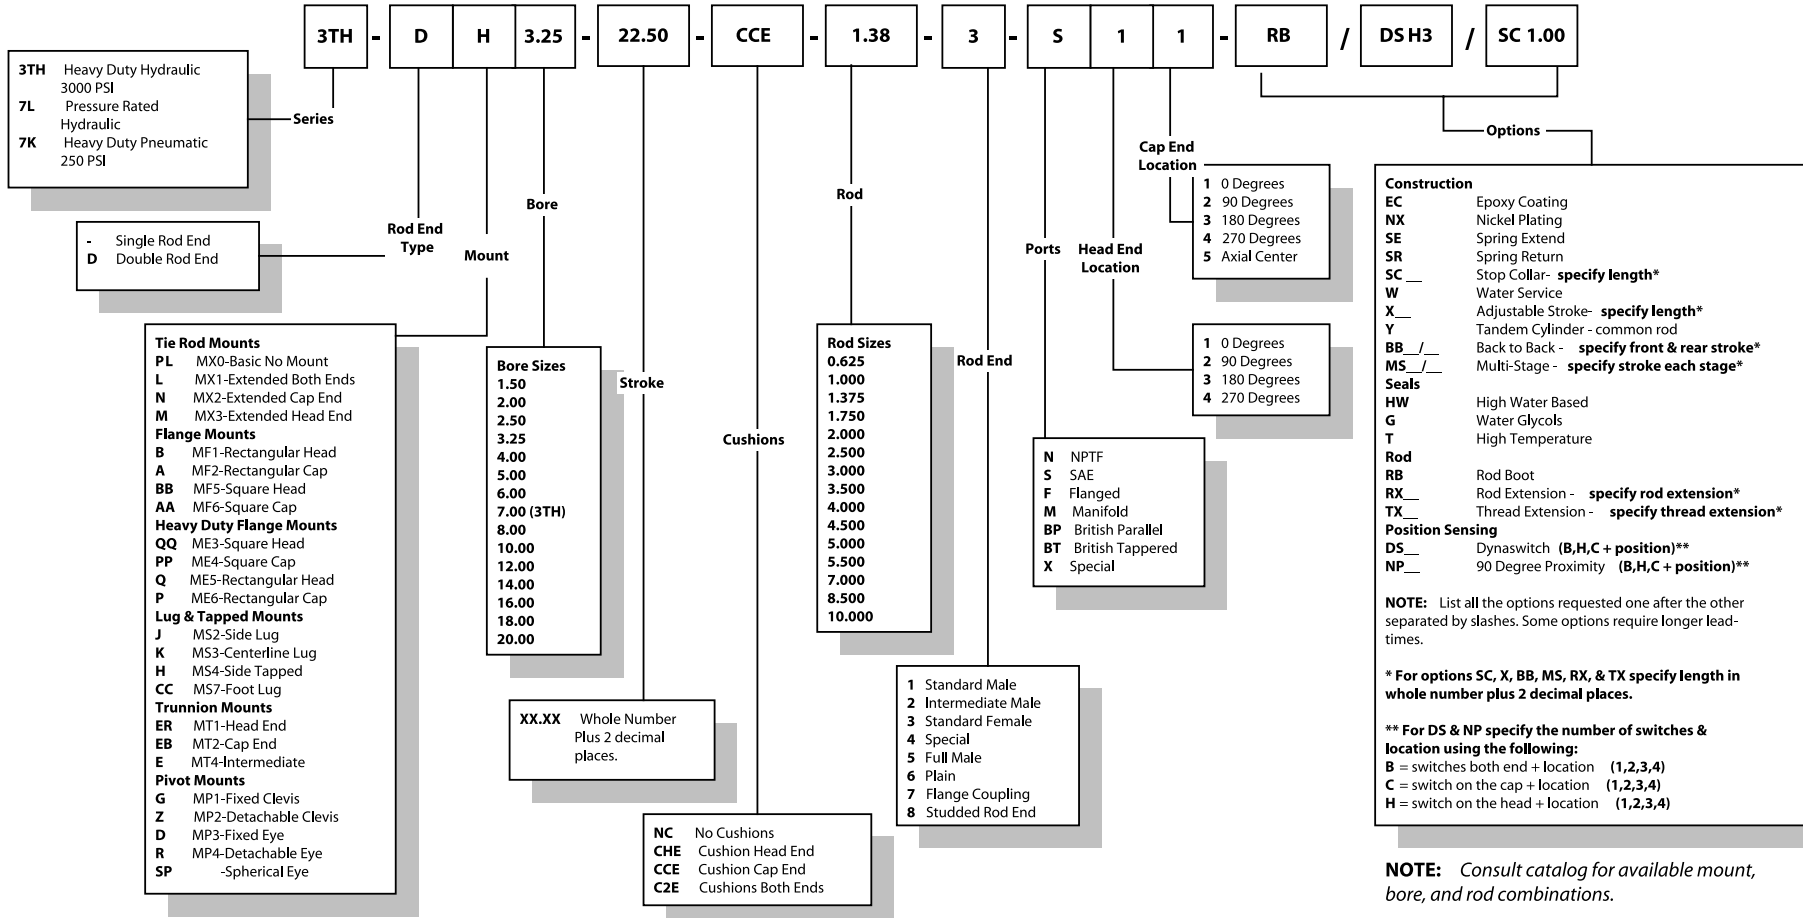 3TH - D H 3.25 - 22.50 - CCE - 1.38 - 3 - S 1 1 - RB / DS H3 / SC 1.00
3TH Heavy Duty Hydraulic
3000 PSI
7L Pressure Rated
Hydraulic
7K Heavy Duty Pneumatic
250 PSI
Series
- Single Rod End
D Double Rod End
Rod End
Type
Mount
Tie Rod Mounts
PL MX0-Basic No Mount
L MX1-Extended Both Ends
N MX2-Extended Cap End
M MX3-Extended Head End
Flange Mounts
B MF1-Rectangular Head
A MF2-Rectangular Cap
BB MF5-Square Head
AA MF6-Square Cap
Heavy Duty Flange Mounts
QQ ME3-Square Head
PP ME4-Square Cap
Q ME5-Rectangular Head
P ME6-Rectangular Cap
Lug & Tapped Mounts
J MS2-Side Lug
K MS3-Centerline Lug
H MS4-Side Tapped
CC MS7-Foot Lug
Trunnion Mounts
ER MT1-Head End
EB MT2-Cap End
E MT4-Intermediate
Pivot Mounts
G MP1-Fixed Clevis
Z MP2-Detachable Clevis
D MP3-Fixed Eye
R MP4-Detachable Eye
SP -Spherical Eye
Bore
Bore Sizes
1.50
2.00
2.50
3.25
4.00
5.00
6.00
7.00 (3TH)
8.00
10.00
12.00
14.00
16.00
18.00
20.00
Stroke
XX.XX Whole Number
Plus 2 decimal
places.
Cushions
NC No Cushions
CHE Cushion Head End
CCE Cushion Cap End
C2E Cushions Both Ends
Rod
Rod Sizes
0.625
1.000
1.375
1.750
2.000
2.500
3.000
3.500
4.000
4.500
5.000
5.500
7.000
8.500
10.000
Rod End
1 Standard Male
2 Intermediate Male
3 Standard Female
4 Special
5 Full Male
6 Plain
7 Flange Coupling
8 Studded Rod End
Ports
N NPTF
S SAE
F Flanged
M Manifold
BP British Parallel
BT British Tappered
X Special
Head End
Location
1 0 Degrees
2 90 Degrees
3 180 Degrees
4 270 Degrees
Cap End
Location
1 0 Degrees
2 90 Degrees
3 180 Degrees
4 270 Degrees
5 Axial Center
Options
Construction
EC Epoxy Coating
NX Nickel Plating
SE Spring Extend
SR Spring Return
SC __ Stop Collar- specify length*
W Water Service
X__ Adjustable Stroke- specify length*
Y Tandem Cylinder - common rod
BB__/__ Back to Back - specify front & rear stroke*
MS__/__ Multi-Stage - specify stroke each stage*
Seals
HW High Water Based
G Water Glycols
T High Temperature
Rod
RB Rod Boot
RX__ Rod Extension - specify rod extension*
TX__ Thread Extension - specify thread extension*
Position Sensing
DS__ Dynaswitch (B,H,C + position)**
NP__ 90 Degree Proximity (B,H,C + position)**
NOTE: List all the options requested one after the other
separated by slashes. Some options require longer lead-
times.
* For options SC, X, BB, MS, RX, & TX specify length in
whole number plus 2 decimal places.
** For DS & NP specify the number of switches &
location using the following:
B = switches both end + location (1,2,3,4)
C = switch on the cap + location (1,2,3,4)
H = switch on the head + location (1,2,3,4)
NOTE: Consult catalog for available mount,
bore, and rod combinations.